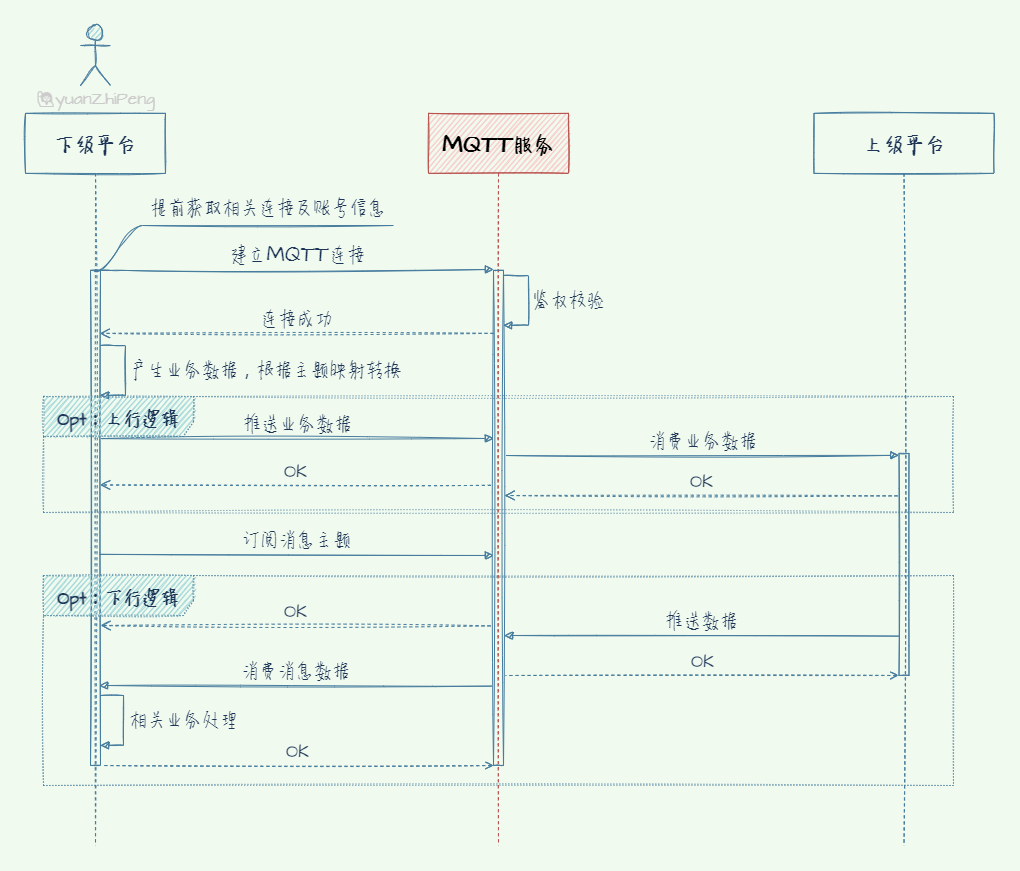 yuanZhiPeng
下级平台
MQTT服务
上级平台
提前获取相关连接及账号信息
建立MQTT连接
鉴权校验
连接成功
产生业务数据，根据主题映射转换
Opt：上行逻辑
推送业务数据
消费业务数据
OK
OK
订阅消息主题
Opt：下行逻辑
OK
推送数据
OK
消费消息数据
相关业务处理
OK